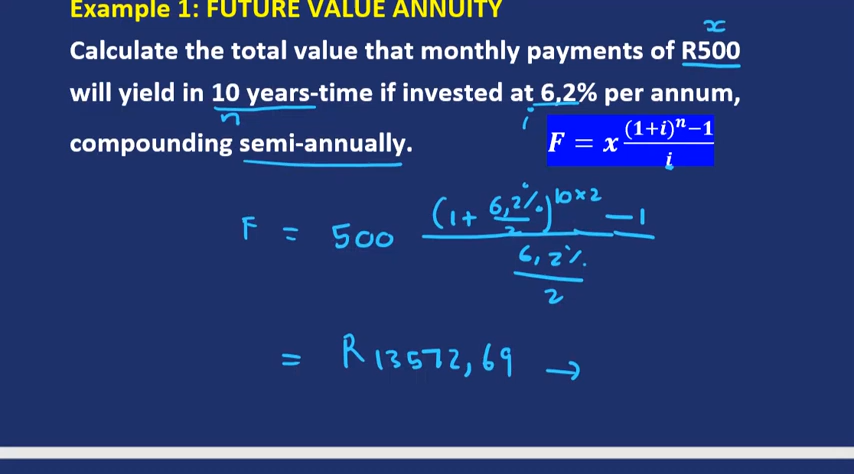 Example 1: FUTURE VALUE ANNUITY
x
Calculate the total value that monthly payments of R500
will yield in 10 years-time if invested at 6,2% per annum,
n i
compounding semi-annually. F = x ((1+i)^n−1)/i
F = 500 ((1+ 6,2%/2)^10×2 −1)/(6,2%/2)
= R13572,69 →